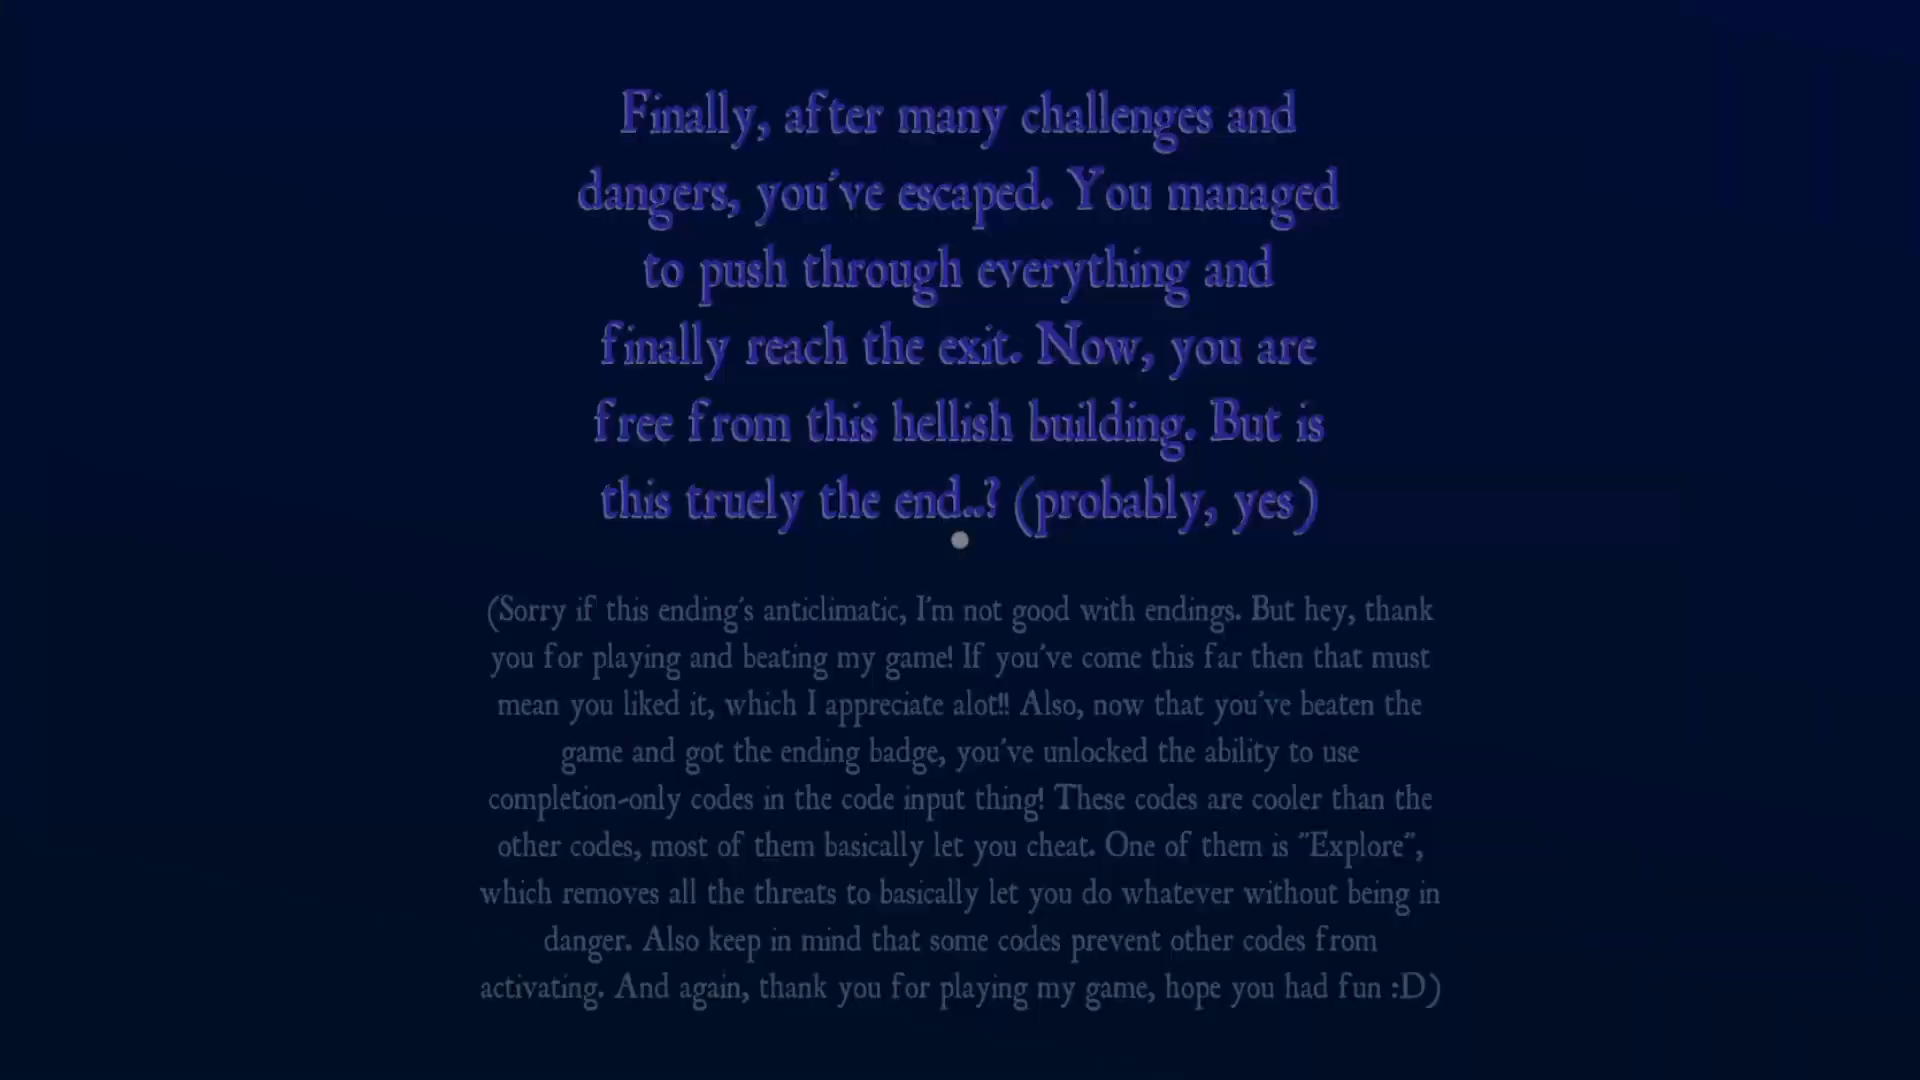 Finally, after many challenges and
dangers, you've escaped. You managed
to push through everything and
finally reach the exit. Now, you are
free from this hellish building. But is
this truely the end..? (probably, yes)
(Sorry if this ending's anticlimatic, I'm not good with endings. But hey, thank
you for playing and beating my game! If you've come this far then that must
mean you liked it, which I appreciate alot!! Also, now that you've beaten the
game and got the ending badge, you've unlocked the ability to use
completion-only codes in the code input thing! These codes are cooler than the
other codes, most of them basically let you cheat. One of them is "Explore",
which removes all the threats to basically let you do whatever without being in
danger. Also keep in mind that some codes prevent other codes from
activating. And again, thank you for playing my game, hope you had fun :D)